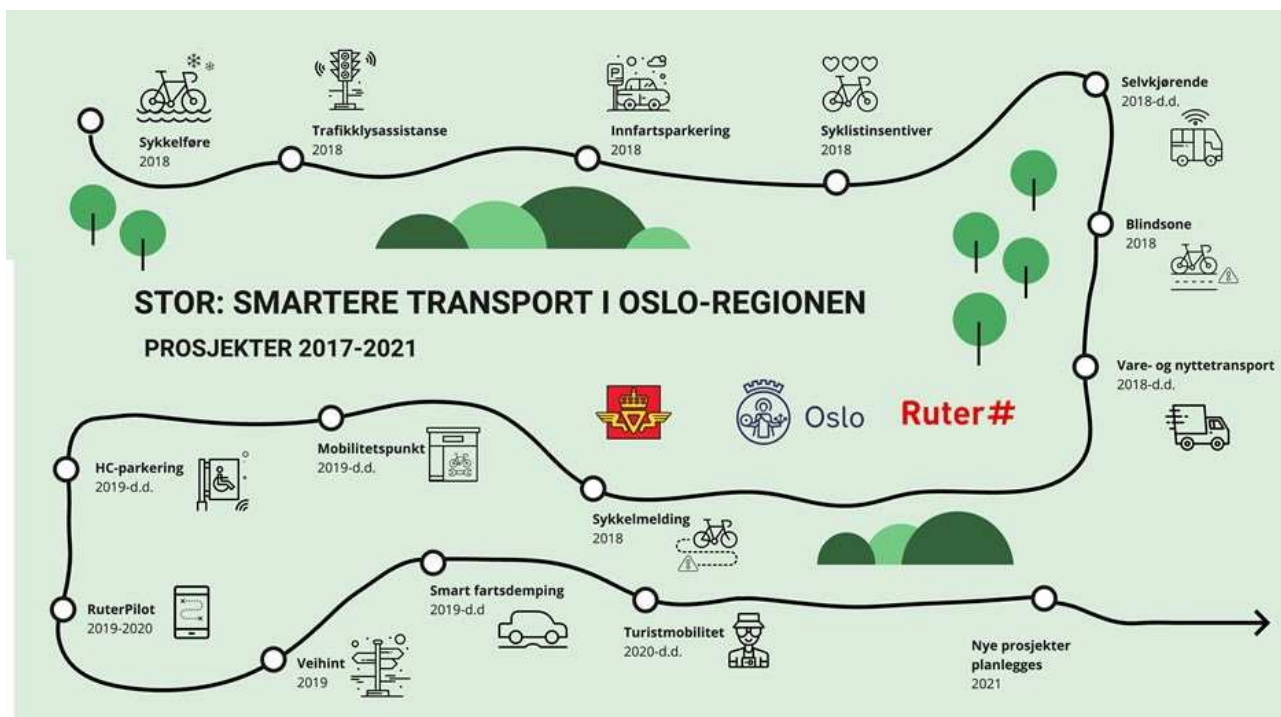 Sykkelføre
2018
Trafikklysassistanse
2018
P
Innfartsparkering
2018
Syklistinsentiver
2018
Selvkjørende
2018-d.d.
Blindsone
2018
Vare- og nyttetransport
2018-d.d.
STOR: SMARTERE TRANSPORT I OSLO-REGIONEN
PROSJEKTER 2017-2021
Oslo
Ruter#
Sykkelmelding
2018
Mobilitetspunkt
2019-d.d.
HC-parkering
2019-d.d.
RuterPilot
2019-2020
Veihint
2019
Smart fartsdemping
2019-d.d
Turistmobilitet
2020-d.d.
Nye prosjekter
planlegges
2021